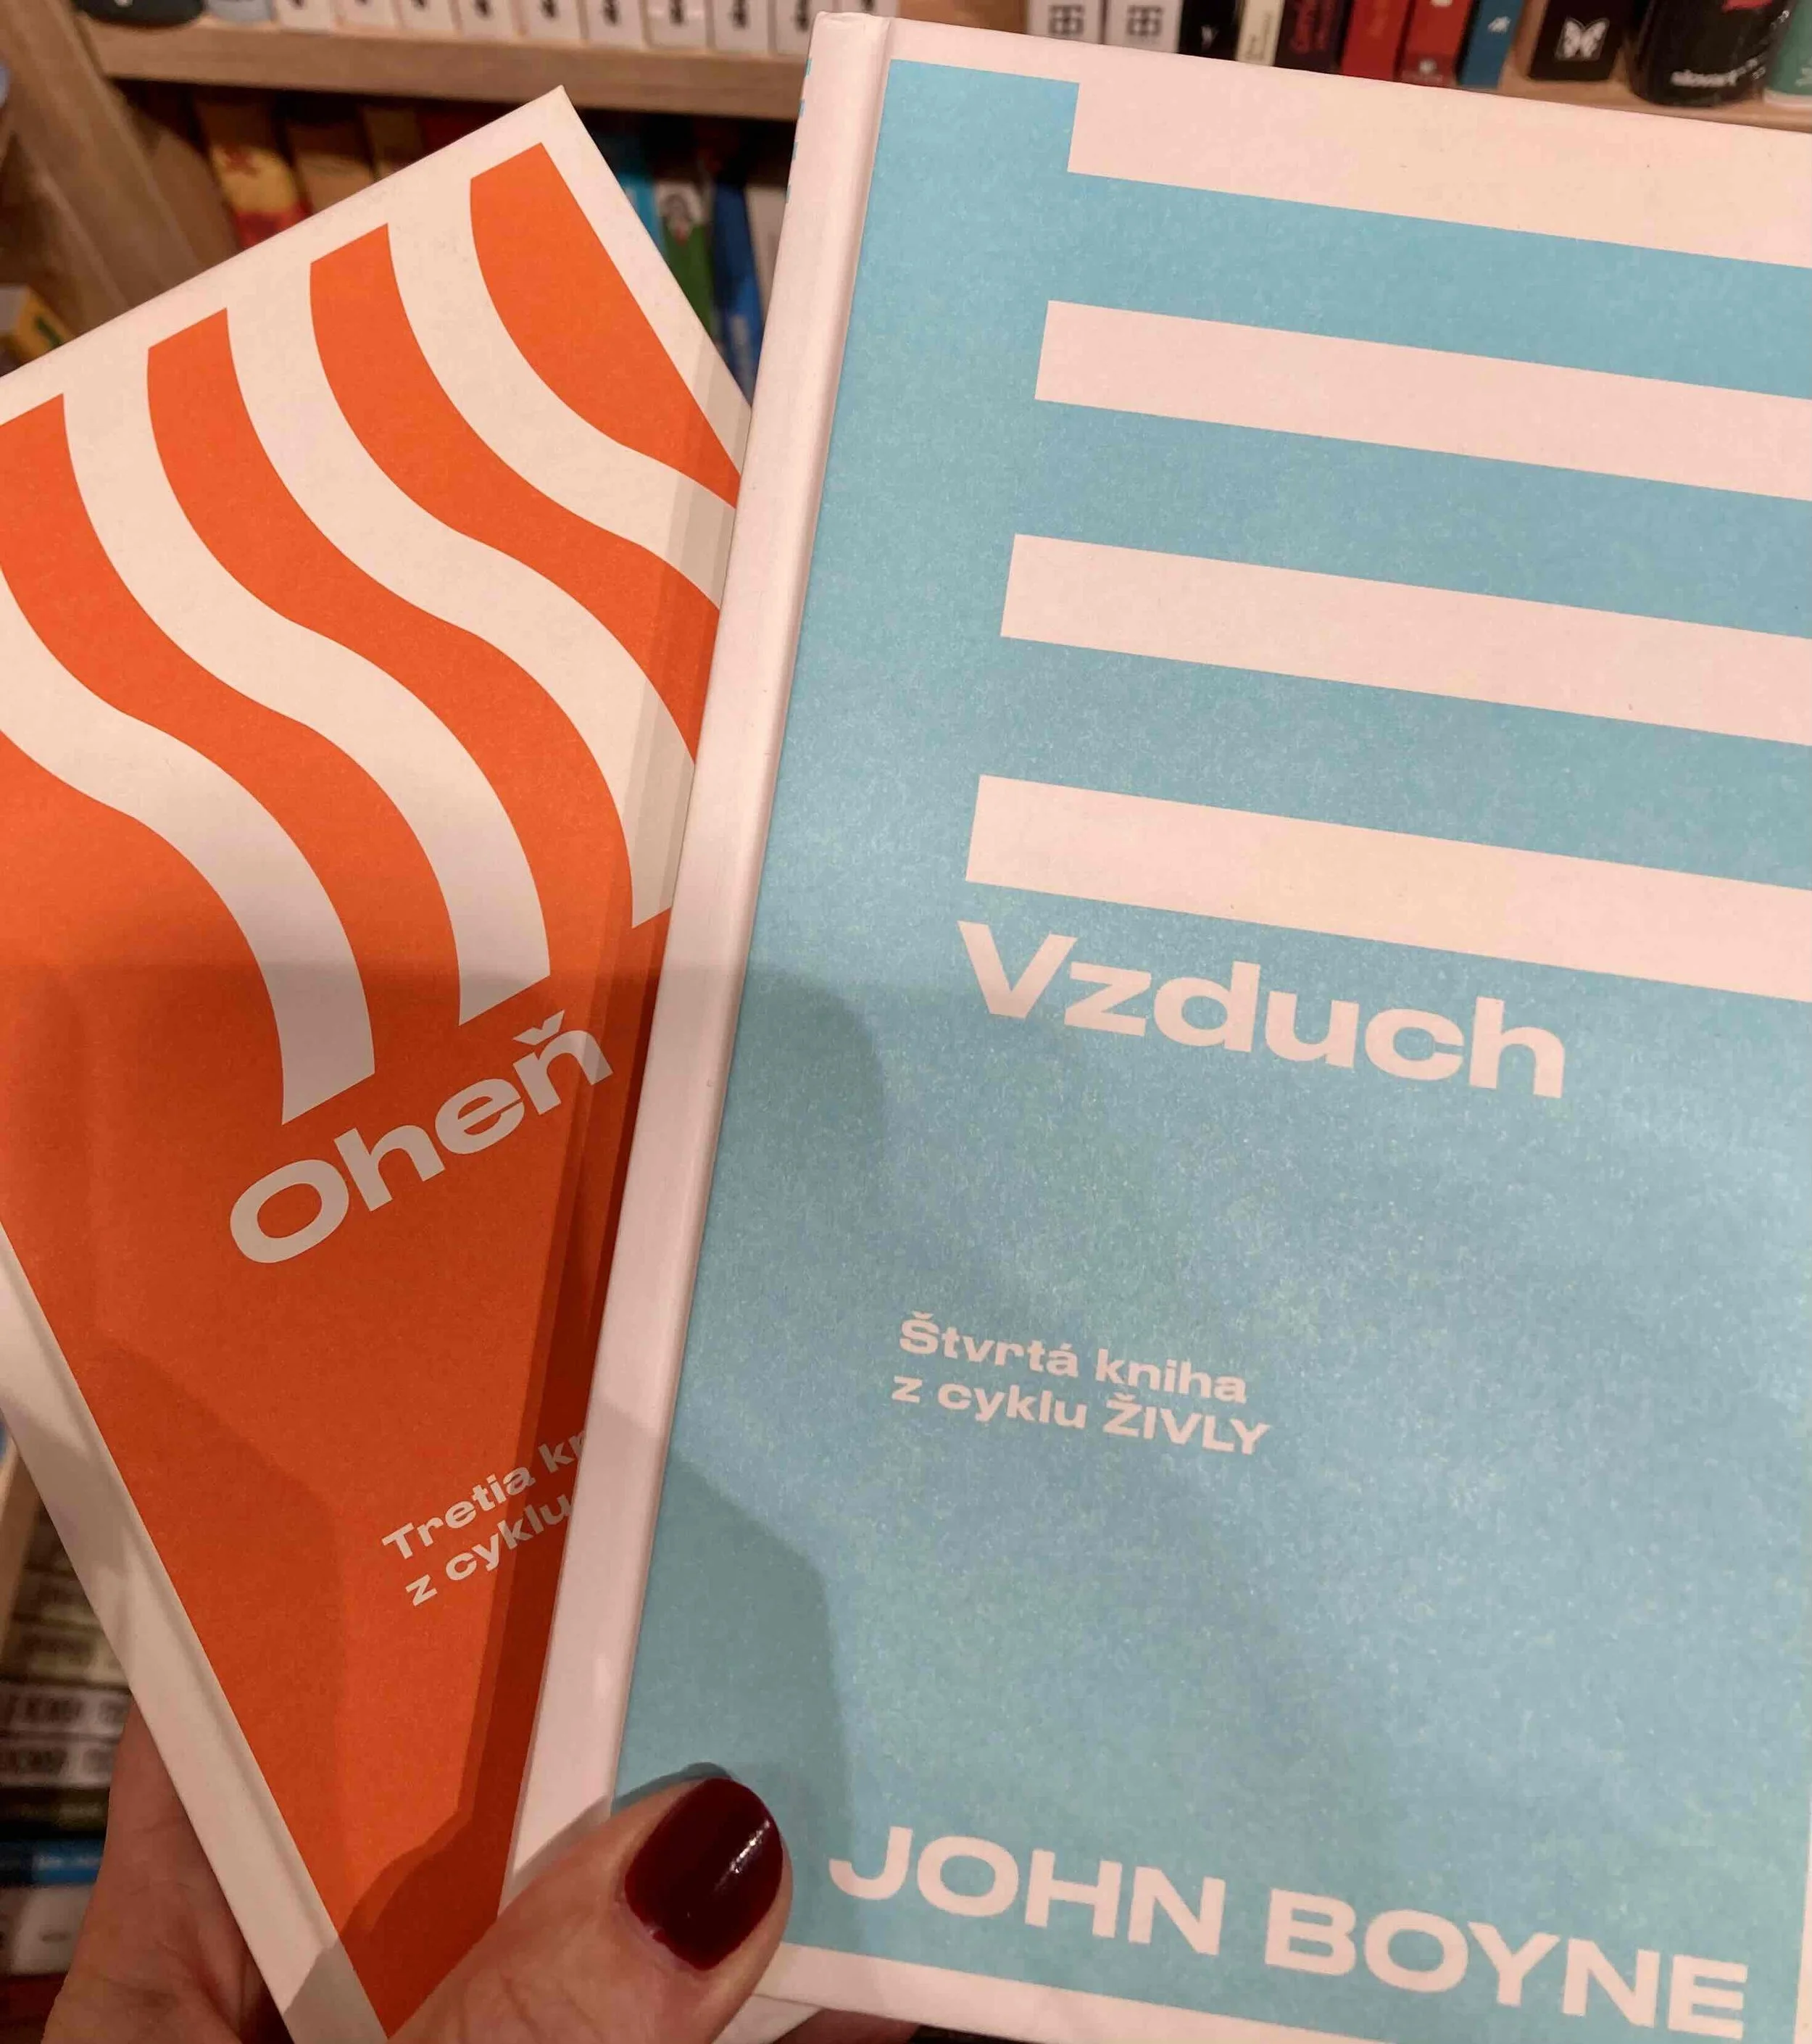 Oheň
Tretia
z cyklu
Vzduch
Štvrtá kniha
z cyklu ŽIVLY
JOHN BOYNE